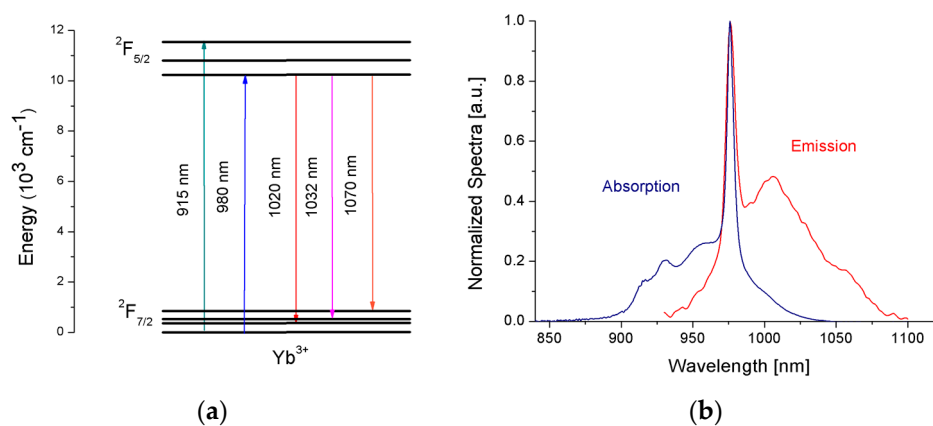 12
10
8
6
4
2
0
Energy (10³ cm⁻¹)
²F₅/₂
915 nm
980 nm
1020 nm
1032 nm
1070 nm
²F₇/₂
Yb³⁺
(a)
1.0
0.8
0.6
0.4
0.2
0.0
Normalized Spectra [a.u.]
Absorption
Emission
850 900 950 1000 1050 1100
Wavelength [nm]
(b)